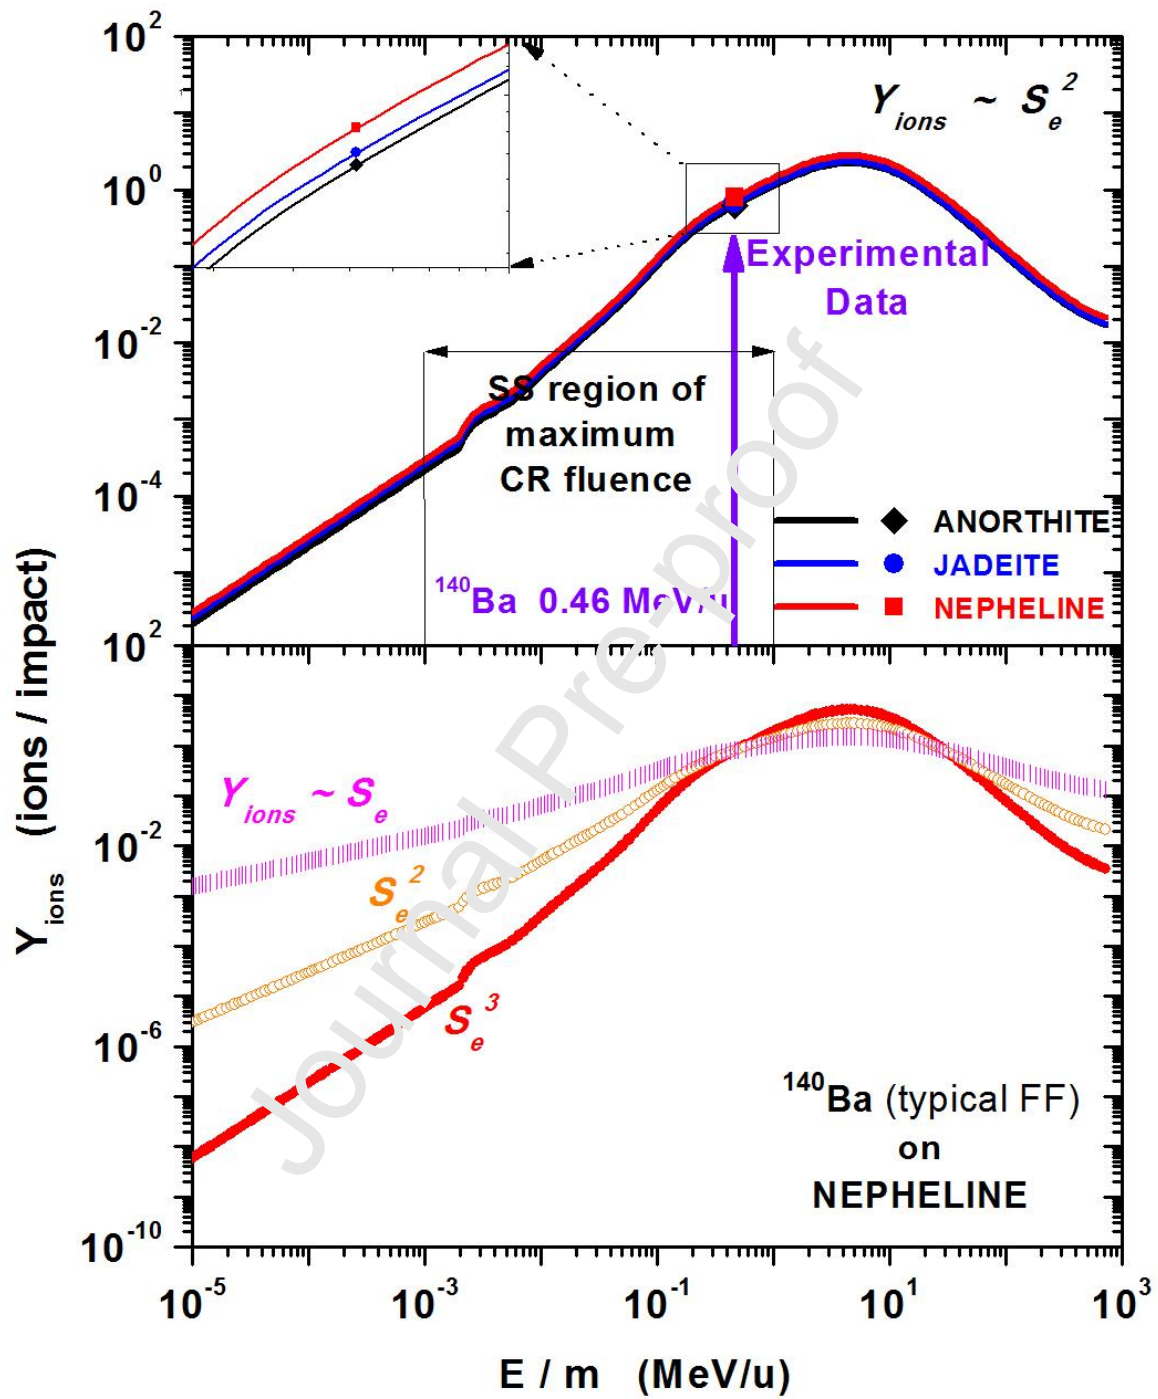 10^2
Y_ions ~ S_e^2
10^0
Experimental
Data
10^-2
SS region of
maximum
CR fluence
10^-4
ANORTHITE
JADEITE
^140Ba 0.46 MeV/u
NEPHELINE
10^2
Y_ions (ions / impact)
Y_ions ~ S_e
10^-2
S_e^2
S_e^3
10^-6
^140Ba (typical FF)
on
NEPHELINE
10^-10
10^-5 10^-3 10^-1 10^1 10^3
E / m (MeV/u)
Journal Pre-proof